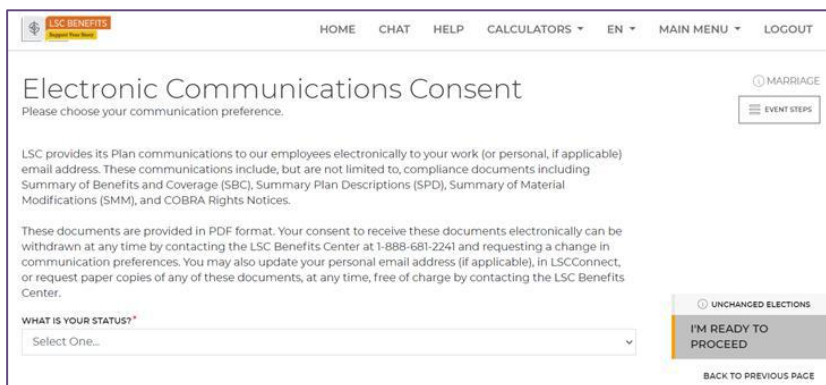 LSC BENEFITS
Support Your Story
HOME CHAT HELP CALCULATORS EN MAIN MENU LOGOUT
Electronic Communications Consent
Please choose your communication preference.
MARRIAGE
EVENT STEPS
LSC provides its Plan communications to our employees electronically to your work (or personal, if applicable)
email address. These communications include, but are not limited to, compliance documents including
Summary of Benefits and Coverage (SBC), Summary Plan Descriptions (SPD), Summary of Material
Modifications (SMM), and COBRA Rights Notices.
These documents are provided in PDF format. Your consent to receive these documents electronically can be
withdrawn at any time by contacting the LSC Benefits Center at 1-888-681-2241 and requesting a change in
communication preferences. You may also update your personal email address (if applicable), in LSCConnect,
or request paper copies of any of these documents, at any time, free of charge by contacting the LSC Benefits
Center.
WHAT IS YOUR STATUS?*
Select One...
UNCHANGED ELECTIONS
I'M READY TO
PROCEED
BACK TO PREVIOUS PAGE